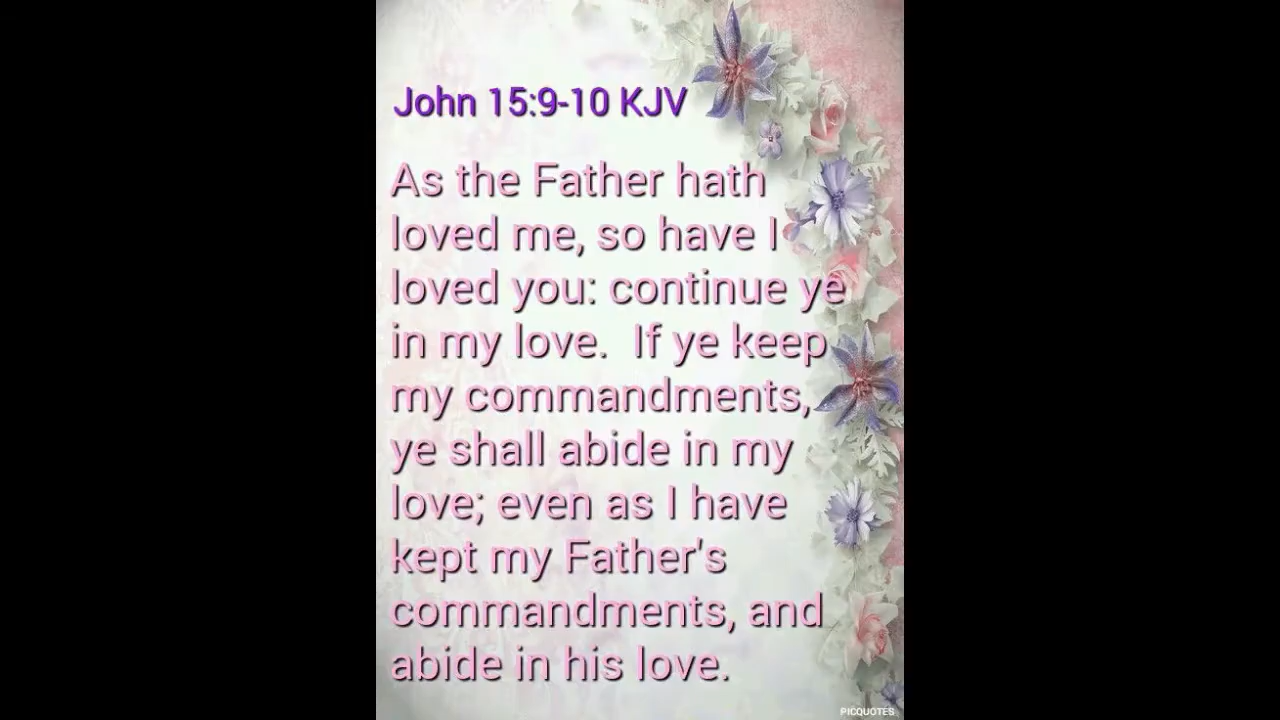 John 15:9-10 KJV
As the Father hath
loved me, so have I
loved you: continue ye
in my love.  If ye keep
my commandments,
ye shall abide in my
love; even as I have
kept my Father's
commandments, and
abide in his love.
PICQUOTES